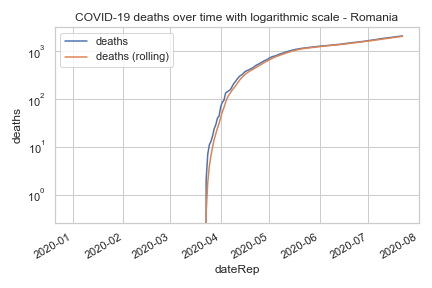 COVID-19 deaths over time with logarithmic scale - Romania
deaths
deaths (rolling)
10³
10²
10¹
10⁰
deaths
2020-01
2020-02
2020-03
2020-04
2020-05
2020-06
2020-07
2020-08
dateRep